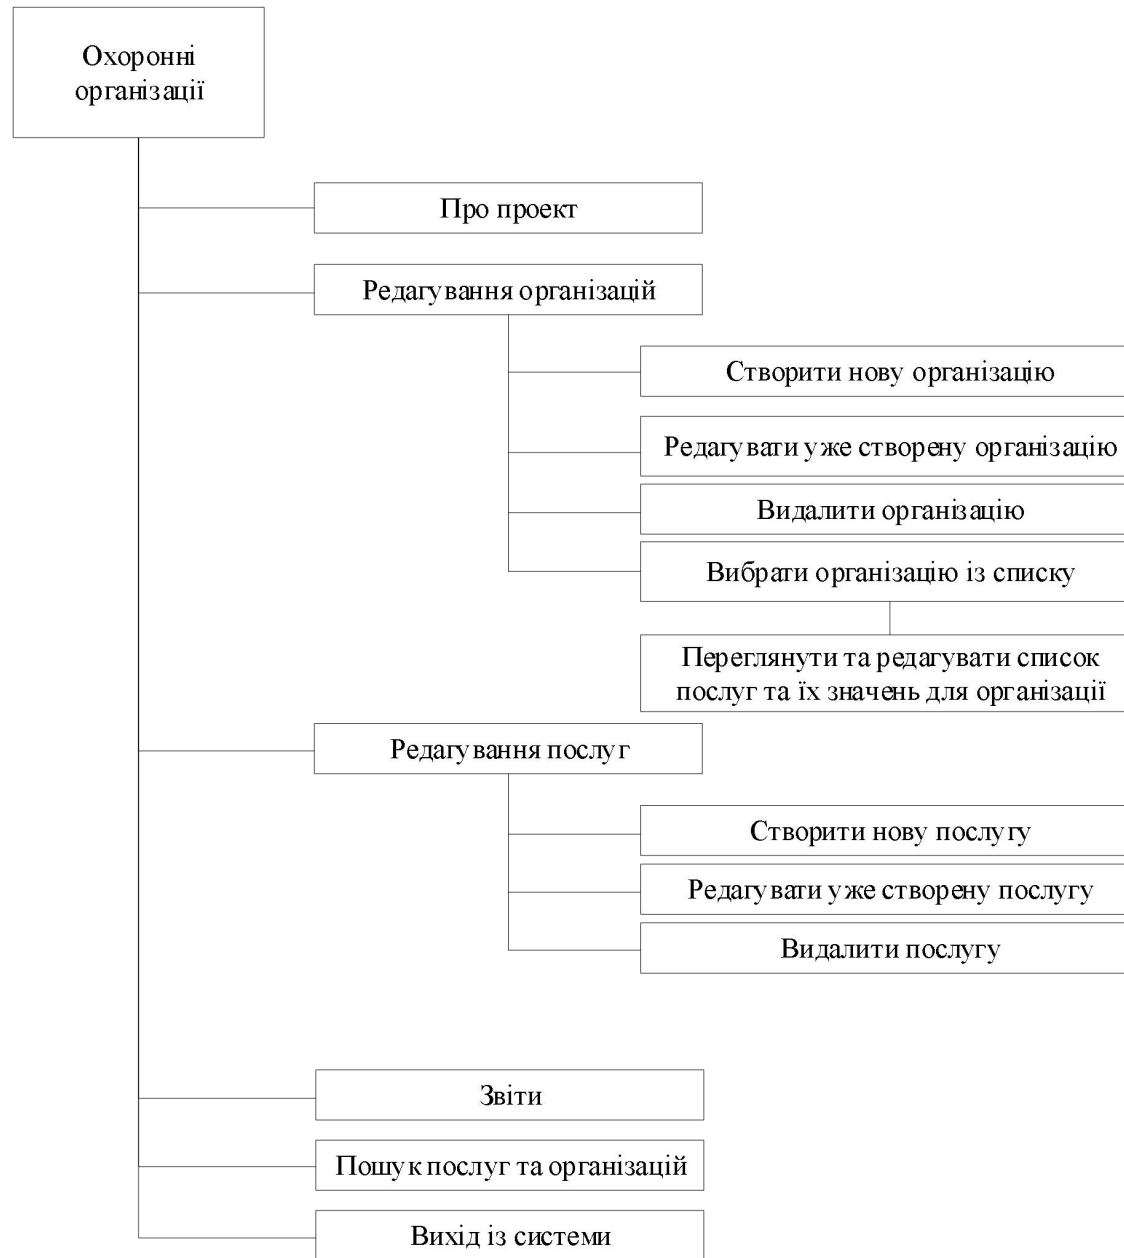 Охоронні
організації
Про проект
Редагування організацій
Створити нову організацію
Редагувати уже створену організацію
Видалити організацію
Вибрати організацію із списку
Переглянути та редагувати список
послуг та їх значень для організації
Редагування послуг
Створити нову послугу
Редагувати уже створену послугу
Видалити послугу
Звіти
Пошук послуг та організацій
Вихід із системи